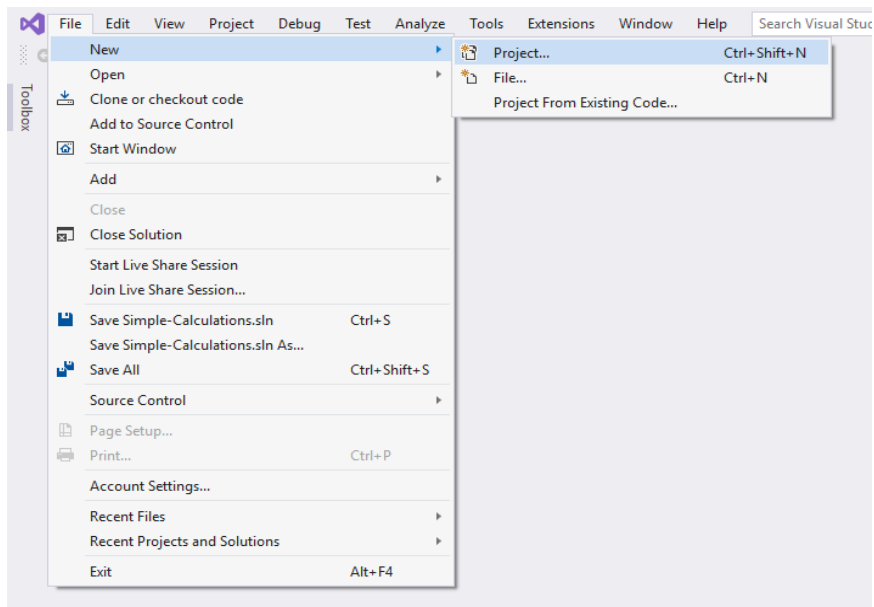 File Edit View Project Debug Test Analyze Tools Extensions Window Help Search Visual Stud
New
Project... Ctrl+Shift+N
Open
File... Ctrl+N
Clone or checkout code
Project From Existing Code...
Toolbox
Add to Source Control
Start Window
Add
Close
Close Solution
Start Live Share Session
Join Live Share Session...
Save Simple-Calculations.sln Ctrl+S
Save Simple-Calculations.sln As...
Save All Ctrl+Shift+S
Source Control
Page Setup...
Print... Ctrl+P
Account Settings...
Recent Files
Recent Projects and Solutions
Exit Alt+F4